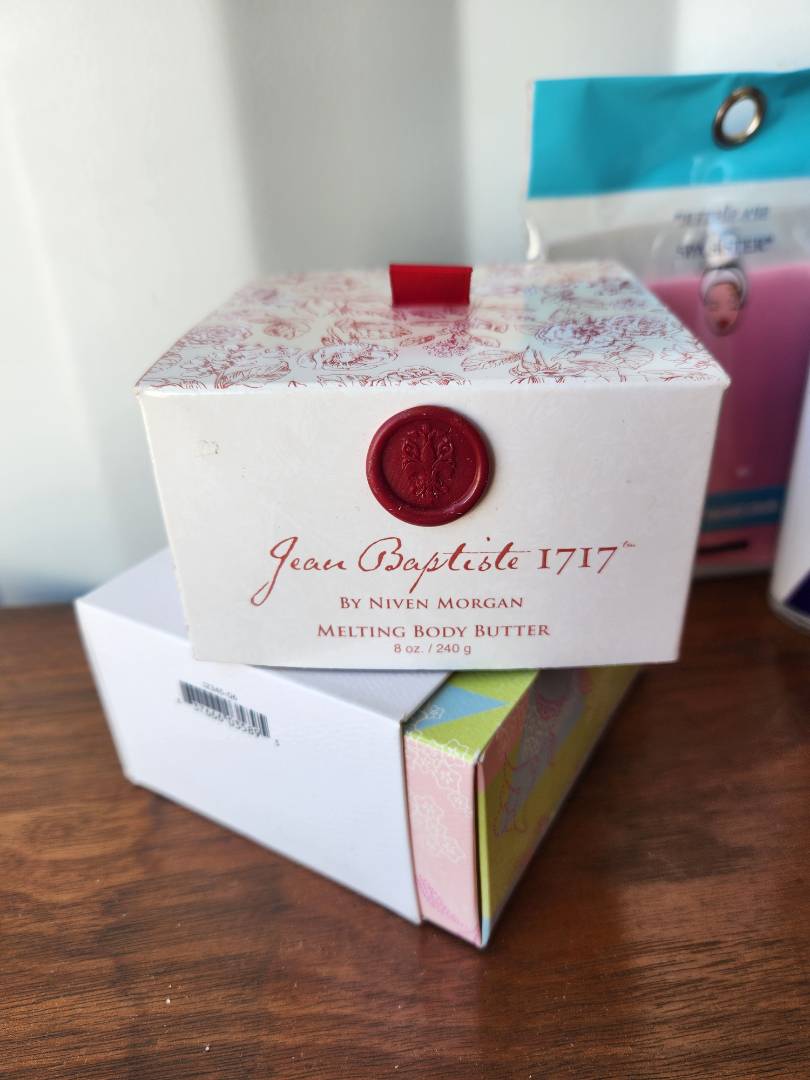 Jean Baptiste 1717™
By Niven Morgan
Melting Body Butter
8 oz. / 240 g